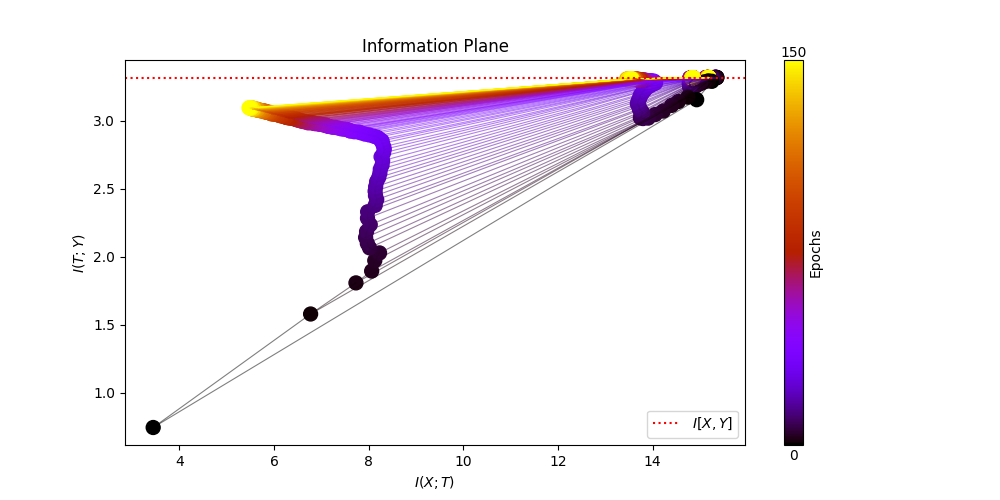 Information Plane
150
3.0
2.5
2.0
1.5
1.0
I(T; Y)
4 6 8 10 12 14
I(X; T)
I[X, Y]
Epochs
0